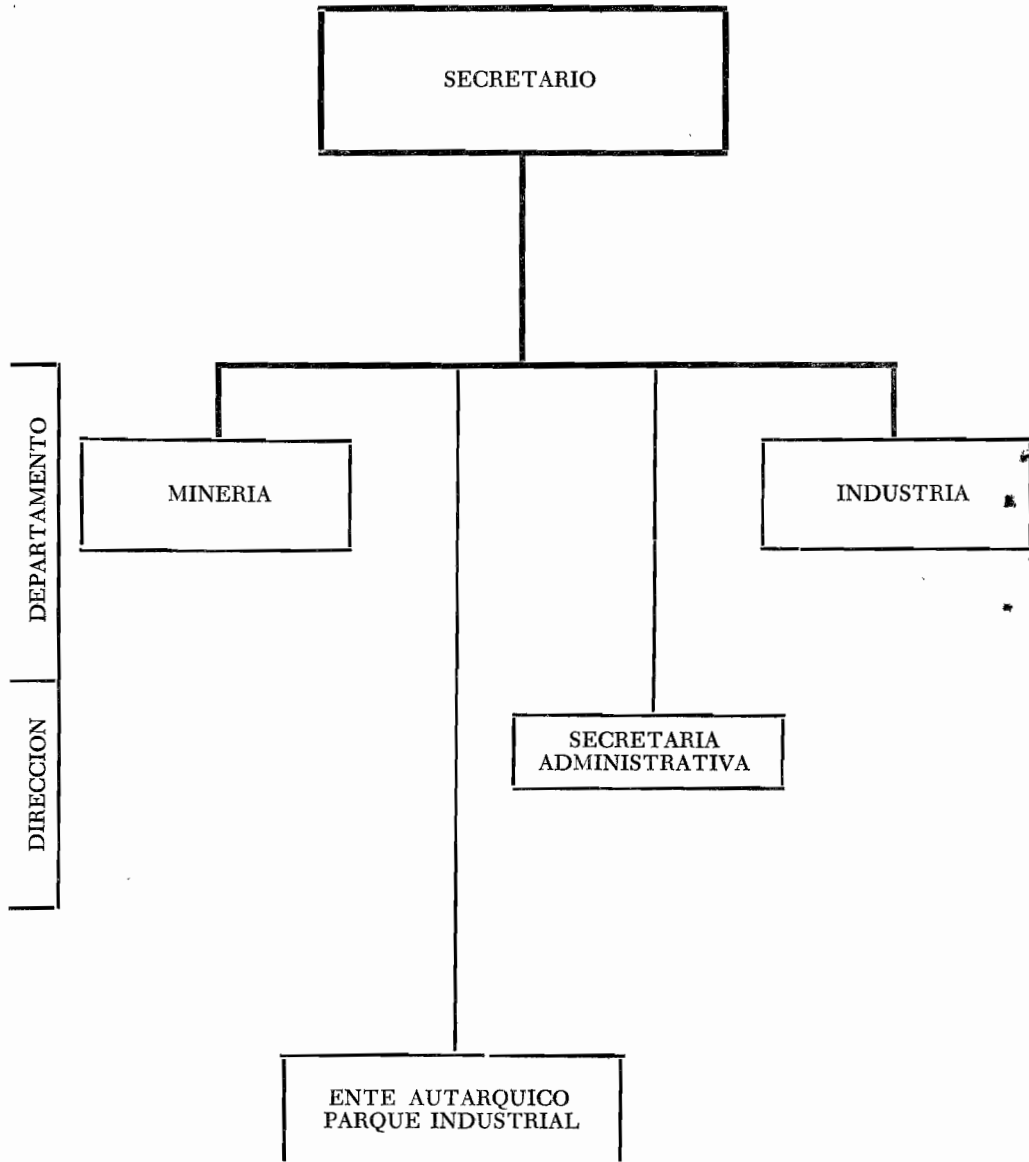 SECRETARIO
DEPARTAMENTO
MINERIA
INDUSTRIA
DIRECCION
SECRETARIA
ADMINISTRATIVA
ENTE AUTARQUICO
PARQUE INDUSTRIAL